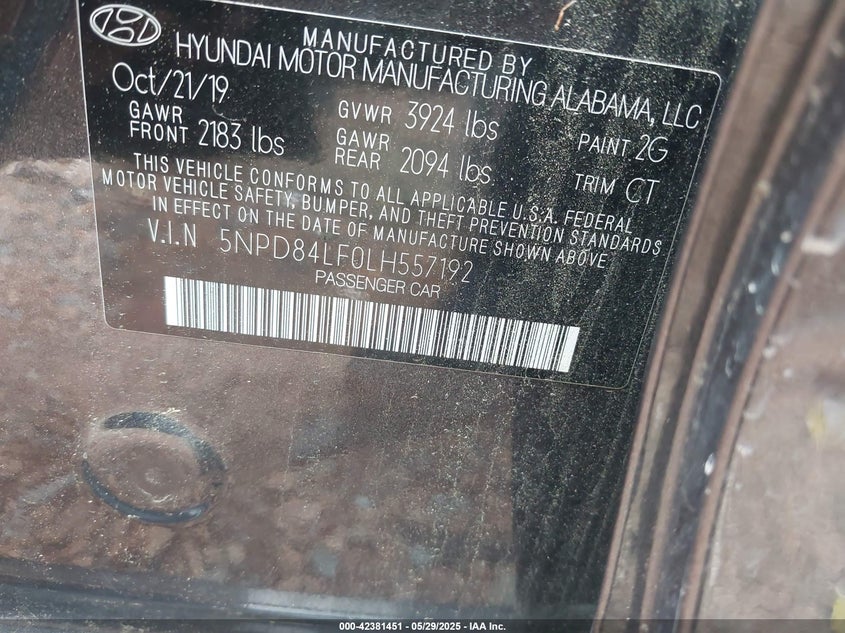 MANUFACTURED BY
HYUNDAI MOTOR MANUFACTURING ALABAMA, LLC
Oct/21/19
GVWR 3924 lbs
PAINT 2G
GAWR FRONT 2183 lbs
GAWR REAR 2094 lbs
TRIM CT
THIS VEHICLE CONFORMS TO ALL APPLICABLE U.S.A. FEDERAL
MOTOR VEHICLE SAFETY, BUMPER, AND THEFT PREVENTION STANDARDS
IN EFFECT ON THE DATE OF MANUFACTURE SHOWN ABOVE
V.I.N 5NPD84LF0LH557192
PASSENGER CAR
000-42381451 - 05/29/2025 - IAA Inc.